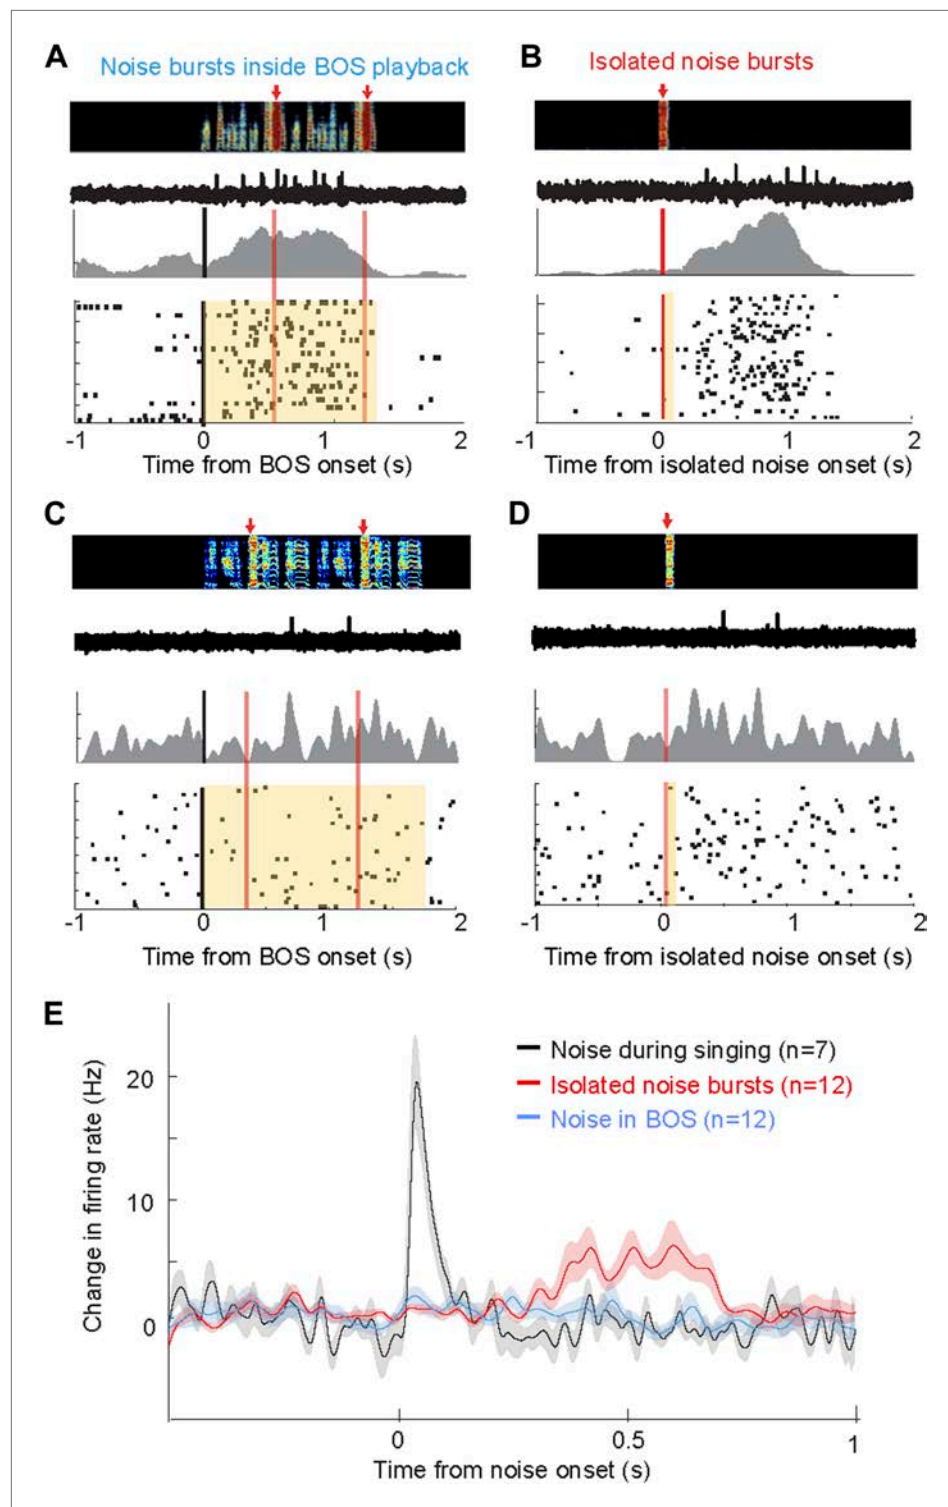 A
Noise bursts inside BOS playback
B
Isolated noise bursts
-1 0 1 2
Time from BOS onset (s)
-1 0 1 2
Time from isolated noise onset (s)
C
D
-1 0 1 2
Time from BOS onset (s)
-1 0 1 2
Time from isolated noise onset (s)
E
Change in firing rate (Hz)
20
10
0
Noise during singing (n=7)
Isolated noise bursts (n=12)
Noise in BOS (n=12)
0 0.5 1
Time from noise onset (s)